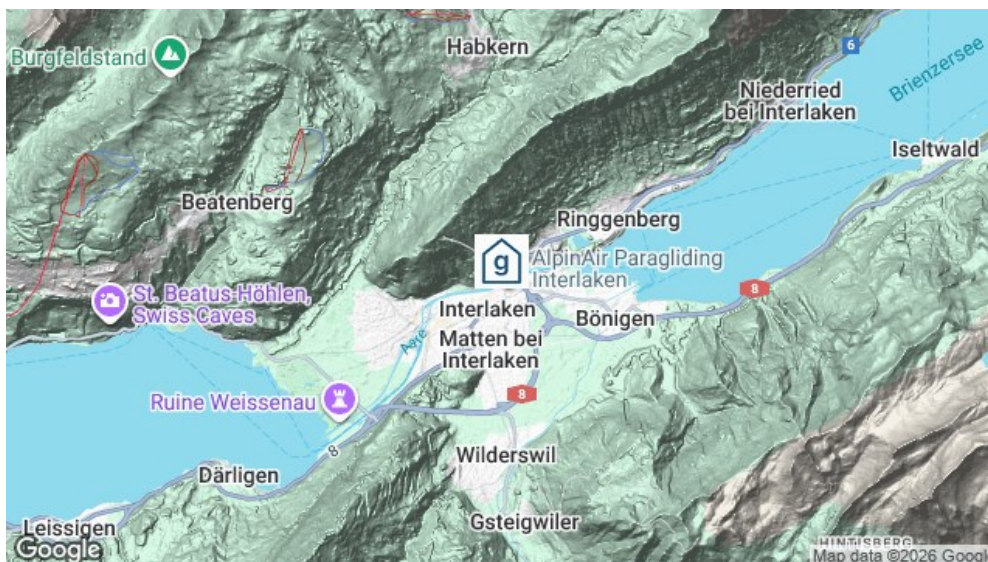 Habkern
Burgfeldstand
6
Brienzersee
Niederried
bei Interlaken
Iseltwald
Beatenberg
Ringgenberg
g
AlpinAir Paragliding
Interlaken
St. Beatus-Höhlen,
Swiss Caves
8
Interlaken
Bönigen
Aare
Matten bei
Interlaken
Ruine Weissenau
8
8
Wilderswil
Därligen
Leissigen
Gsteigwiler
HINTISBERG
Google
Map data ©2026 Google